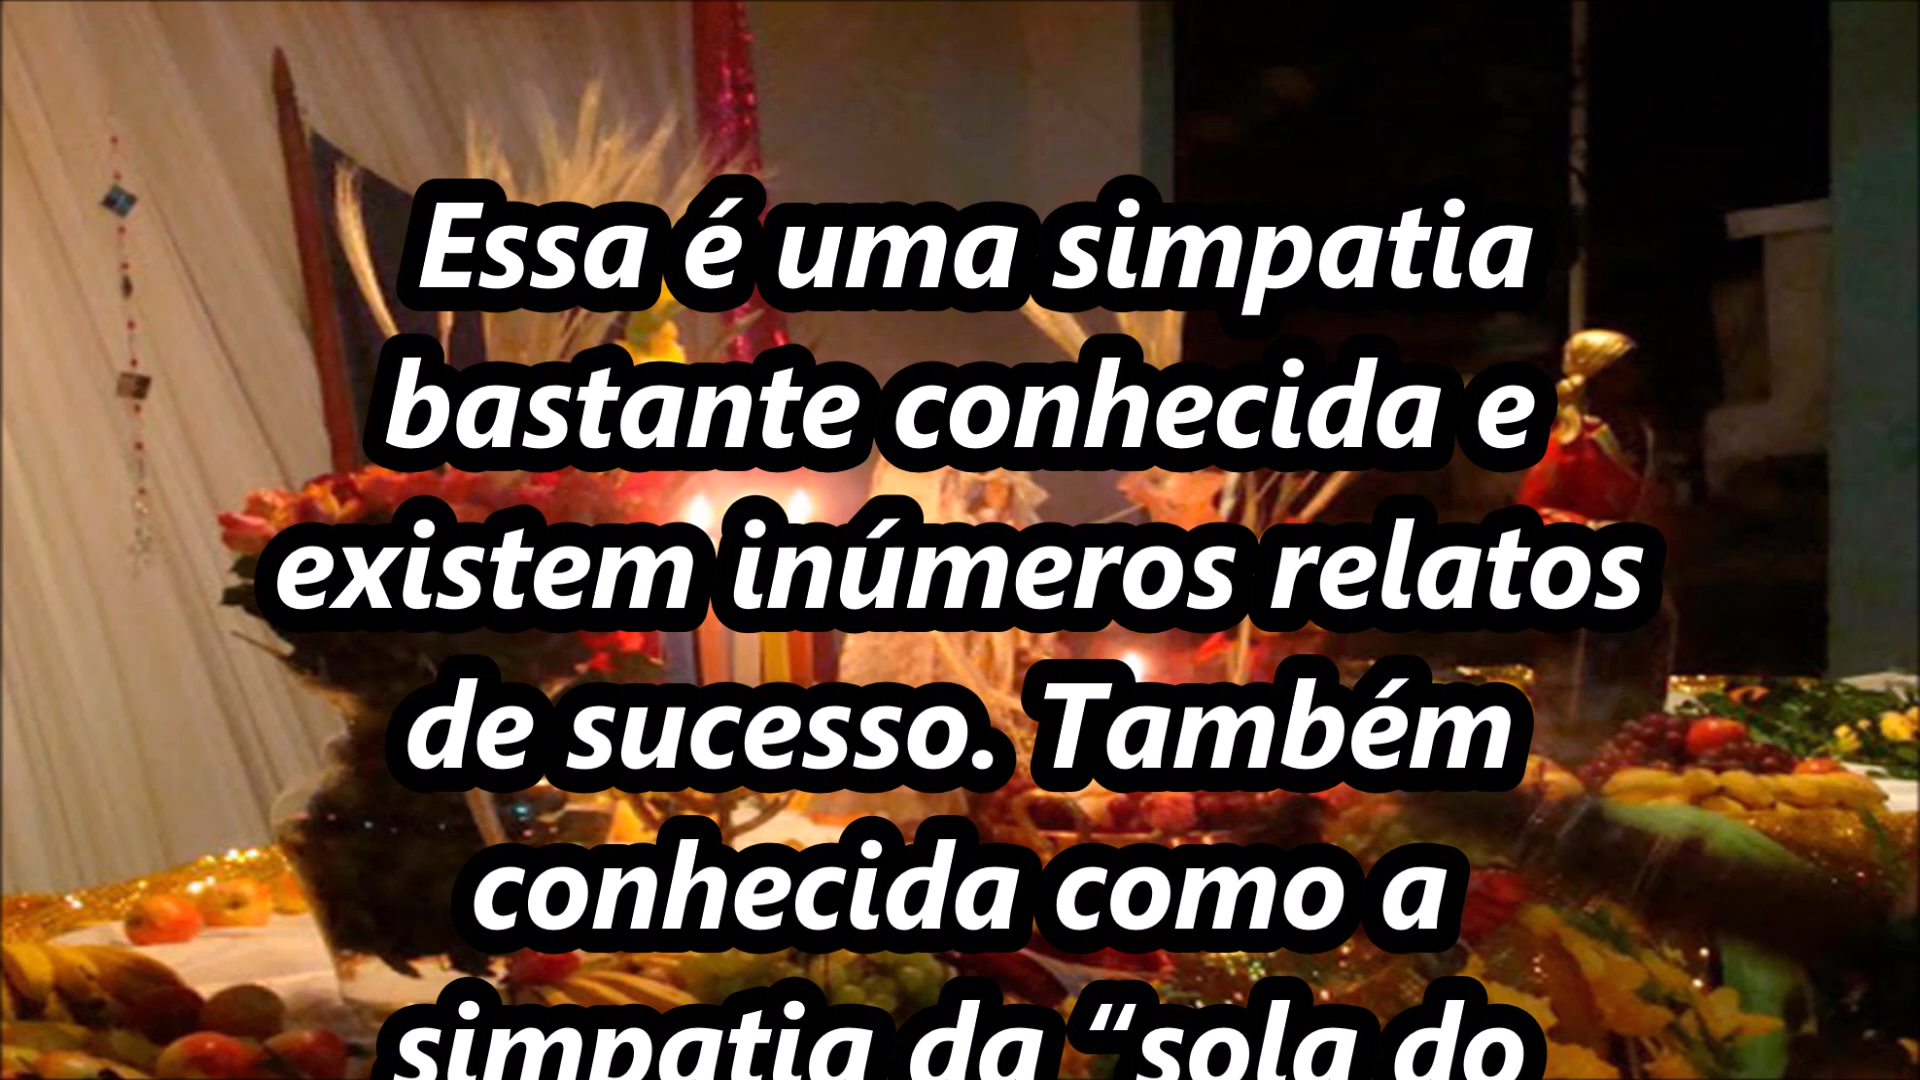 Essa é uma simpatia
bastante conhecida e
existem inúmeros relatos
de sucesso. Também
conhecida como a
simpatia da “sola do